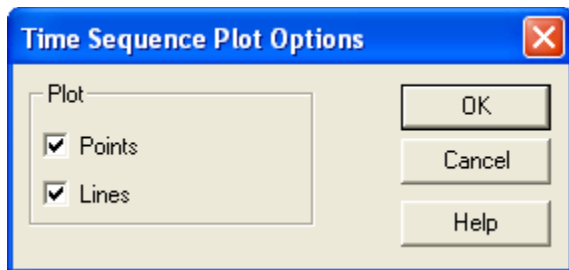 Time Sequence Plot Options
Plot
Points
Lines
OK
Cancel
Help